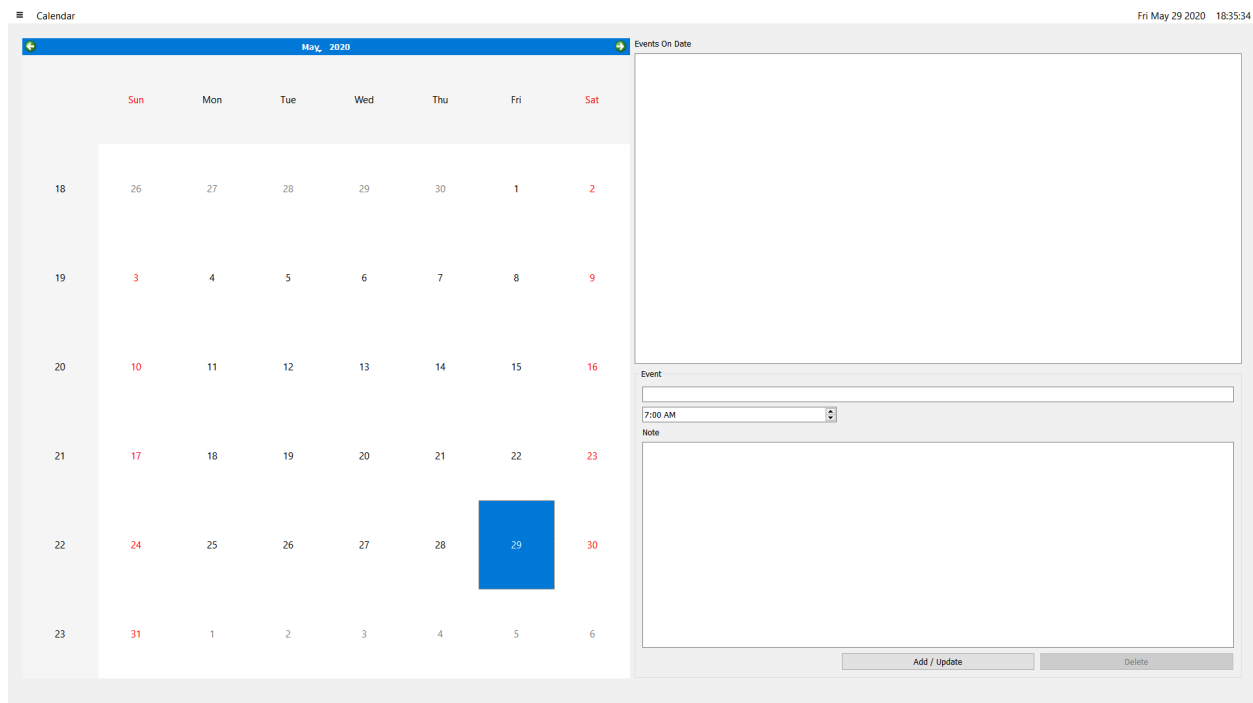 ≡ Calendar Fri May 29 2020 18:35:34
May, 2020
Sun Mon Tue Wed Thu Fri Sat
18 26 27 28 29 30 1 2
19 3 4 5 6 7 8 9
20 10 11 12 13 14 15 16
21 17 18 19 20 21 22 23
22 24 25 26 27 28 29 30
23 31 1 2 3 4 5 6
Events On Date
Event
7:00 AM
Note
Add / Update Delete